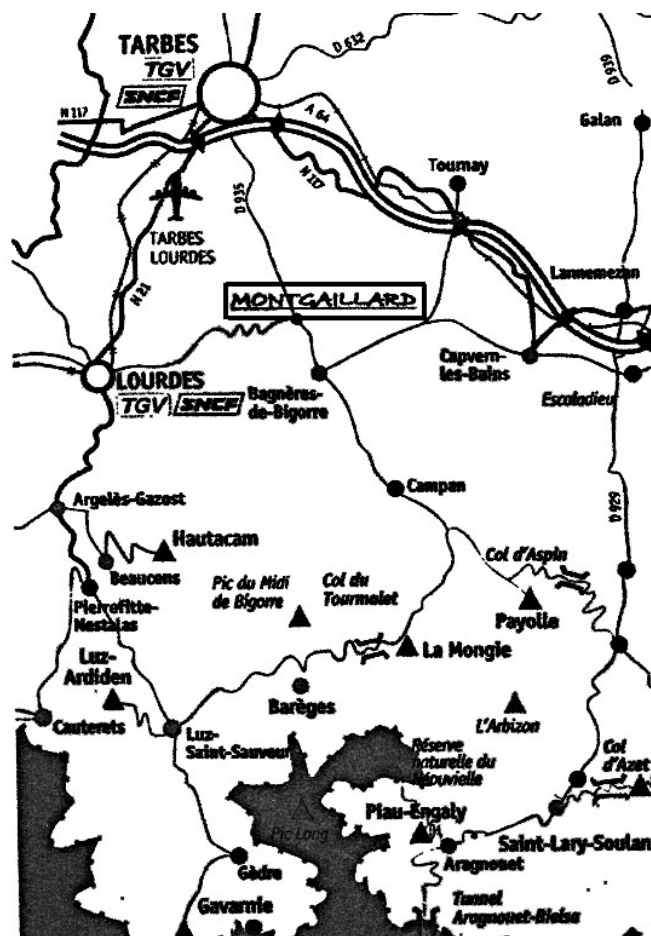 TARBES
TGV
SNCF
D 632
D 939
N 117
A 64
Galan
Tournay
N 117
D 935
TARBES
LOURDES
N 21
Lannemezan
MONTGAILLARD
LOURDES
TGV SNCF
Bagnères-
de-Bigorre
Capvern-
les-Bains
Escaladieu
Campan
D 929
Argelès-Gazost
Hautacam
Beaucens
Pic du Midi
de Bigorre
Col du
Tourmalet
Col d'Aspin
Pierrefitte-
Nestalas
Payolle
Luz-
Ardiden
La Mongie
Barèges
L'Arbizon
Cauterets
Luz-
Saint-Sauveur
Réserve
naturelle du
Néouvielle
Col
d'Azet
Pic Long
Piau-Engaly
Saint-Lary-Soulan
Aragnouet
Gèdre
Gavarnie
Tunnel
Aragnouet-Bielsa